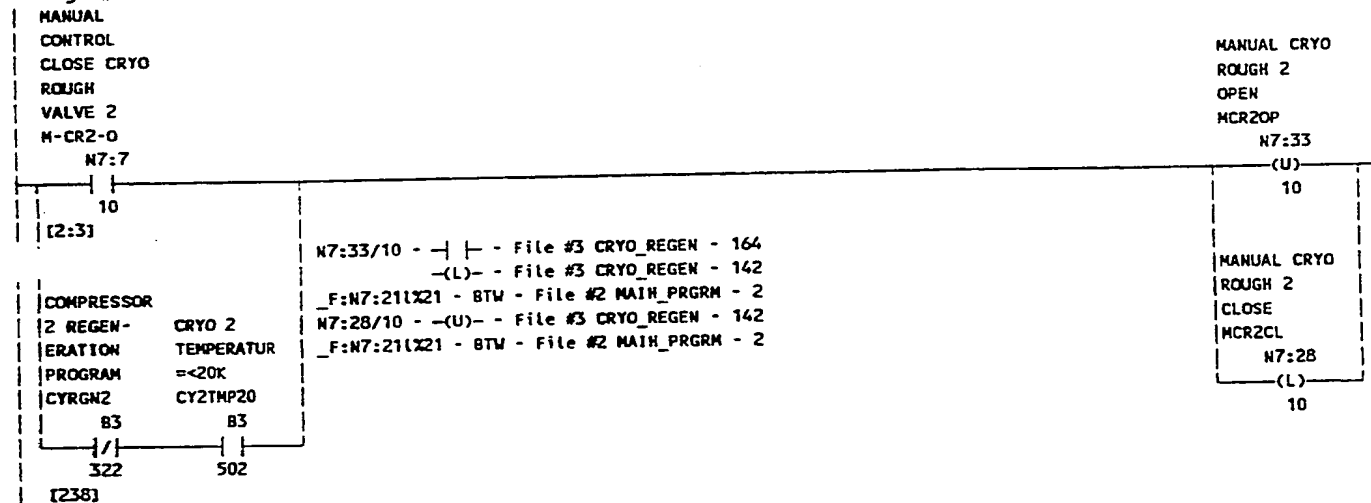 MANUAL
CONTROL
CLOSE CRYO
ROUGH
VALVE 2
M-CR2-O
N7:7
10
[2:3]
MANUAL CRYO
ROUGH 2
OPEN
MCR2OP
N7:33
(U)
10
N7:33/10 - ⊣ ⊢ - File #3 CRYO_REGEN - 164
-(L)- - File #3 CRYO_REGEN - 142
_F:N7:21l%21 - BTW - File #2 MAIN_PRGRM - 2
N7:28/10 - -(U)- - File #3 CRYO_REGEN - 142
_F:N7:21l%21 - BTW - File #2 MAIN_PRGRM - 2
COMPRESSOR
2 REGEN-
ERATION
PROGRAM
CYRGN2
B3
/
322
[238]
CRYO 2
TEMPERATUR
=<20K
CY2TMP20
B3
502
MANUAL CRYO
ROUGH 2
CLOSE
MCR2CL
N7:28
(L)
10